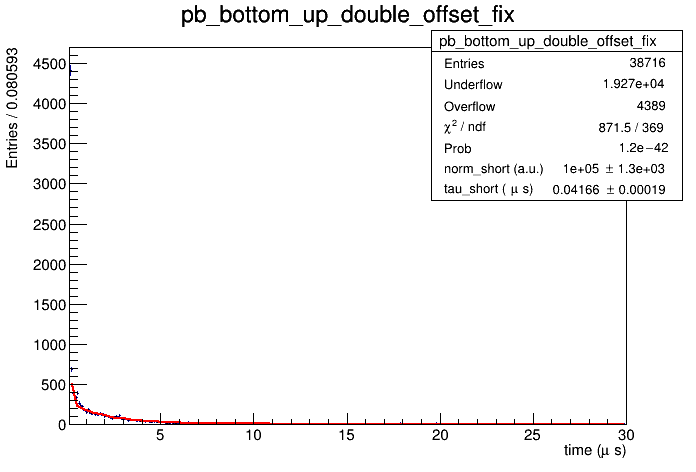 pb_bottom_up_double_offset_fix
pb_bottom_up_double_offset_fix
Entries 38716
Underflow 1.927e+04
Overflow 4389
χ² / ndf 871.5 / 369
Prob 1.2e−42
norm_short (a.u.) 1e+05 ± 1.3e+03
tau_short ( μ s) 0.04166 ± 0.00019
Entries / 0.080593
4500
4000
3500
3000
2500
2000
1500
1000
500
0
5 10 15 20 25 30
time (μ s)